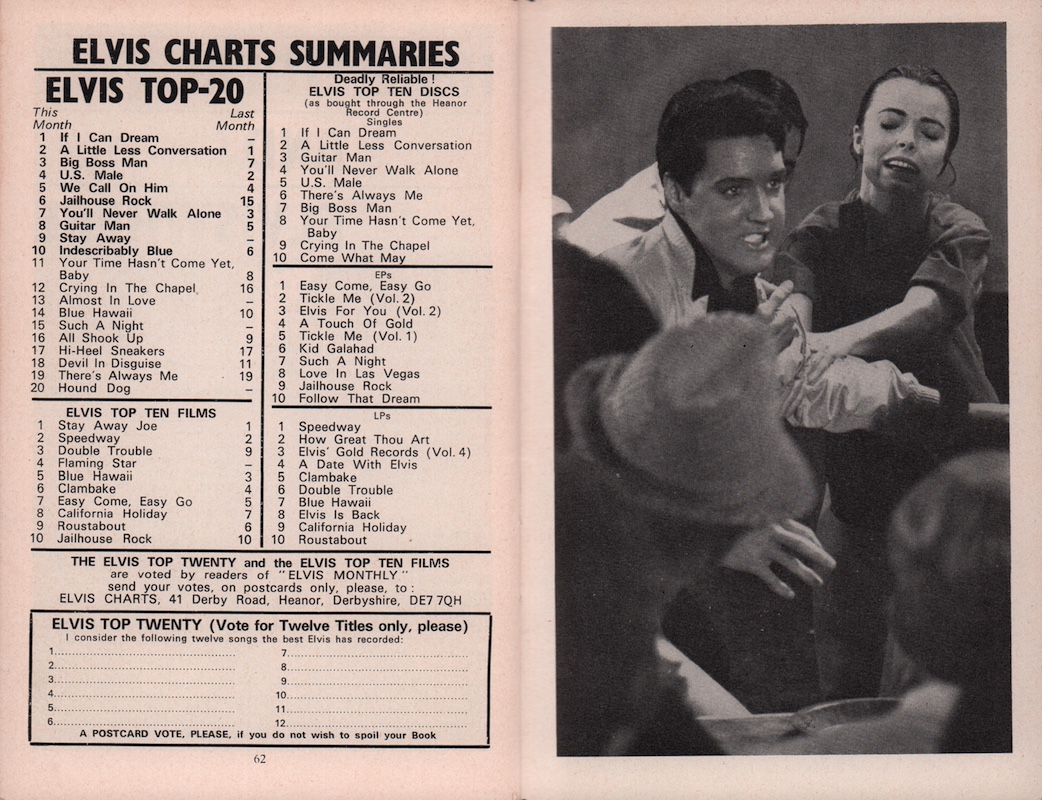 ELVIS CHARTS SUMMARIES
ELVIS TOP-20
This Last
Month Month
1 If I Can Dream –
2 A Little Less Conversation 1
3 Big Boss Man 7
4 U.S. Male 2
5 We Call On Him 4
6 Jailhouse Rock 15
7 You'll Never Walk Alone 3
8 Guitar Man 5
9 Stay Away –
10 Indescribably Blue 6
11 Your Time Hasn't Come Yet,
Baby 8
12 Crying In The Chapel 16
13 Almost In Love –
14 Blue Hawaii 10
15 Such A Night –
16 All Shook Up 9
17 Hi-Heel Sneakers 17
18 Devil In Disguise 11
19 There's Always Me 19
20 Hound Dog –
ELVIS TOP TEN FILMS
1 Stay Away Joe 1
2 Speedway 2
3 Double Trouble 9
4 Flaming Star –
5 Blue Hawaii 3
6 Clambake 4
7 Easy Come, Easy Go 5
8 California Holiday 7
9 Roustabout 6
10 Jailhouse Rock 10
Deadly Reliable !
ELVIS TOP TEN DISCS
(as bought through the Heanor
Record Centre)
Singles
1 If I Can Dream
2 A Little Less Conversation
3 Guitar Man
4 You'll Never Walk Alone
5 U.S. Male
6 There's Always Me
7 Big Boss Man
8 Your Time Hasn't Come Yet,
Baby
9 Crying In The Chapel
10 Come What May
EPs
1 Easy Come, Easy Go
2 Tickle Me (Vol. 2)
3 Elvis For You (Vol. 2)
4 A Touch Of Gold
5 Tickle Me (Vol. 1)
6 Kid Galahad
7 Such A Night
8 Love In Las Vegas
9 Jailhouse Rock
10 Follow That Dream
LPs
1 Speedway
2 How Great Thou Art
3 Elvis' Gold Records (Vol. 4)
4 A Date With Elvis
5 Clambake
6 Double Trouble
7 Blue Hawaii
8 Elvis Is Back
9 California Holiday
10 Roustabout
THE ELVIS TOP TWENTY and the ELVIS TOP TEN FILMS
are voted by readers of "ELVIS MONTHLY"
send your votes, on postcards only, please, to :
ELVIS CHARTS, 41 Derby Road, Heanor, Derbyshire, DE7 7QH
ELVIS TOP TWENTY (Vote for Twelve Titles only, please)
I consider the following twelve songs the best Elvis has recorded:
1........................................ 7........................................
2........................................ 8........................................
3........................................ 9........................................
4........................................ 10........................................
5........................................ 11........................................
6........................................ 12........................................
A POSTCARD VOTE, PLEASE, if you do not wish to spoil your Book
62